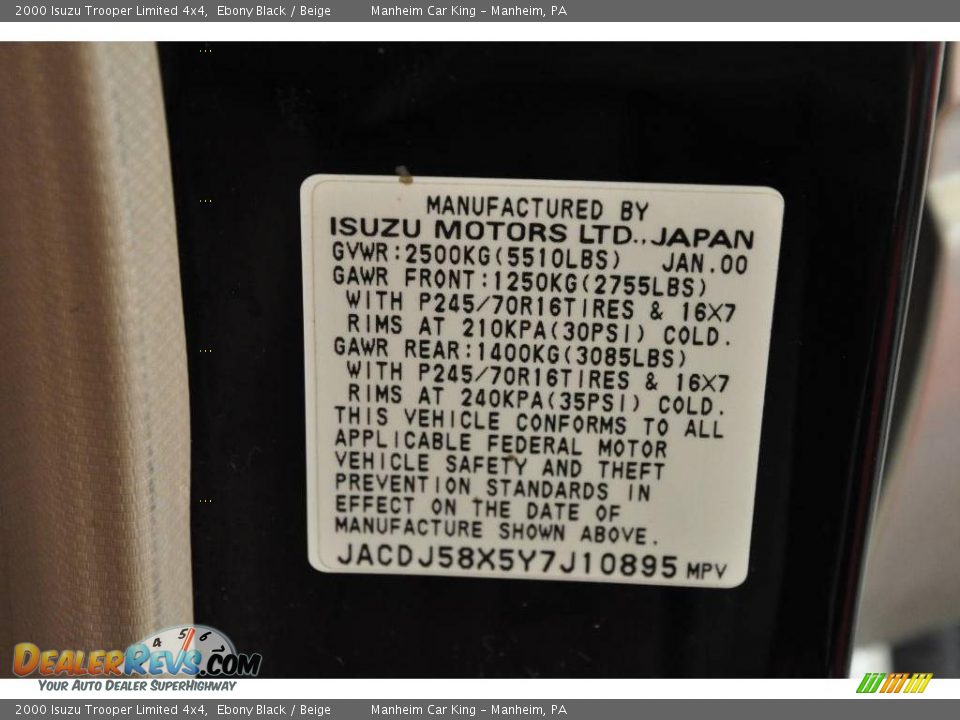 2000 Isuzu Trooper Limited 4x4, Ebony Black / Beige Manheim Car King - Manheim, PA
MANUFACTURED BY
ISUZU MOTORS LTD., JAPAN
GVWR:2500KG(5510LBS) JAN.00
GAWR FRONT:1250KG(2755LBS)
WITH P245/70R16TIRES & 16X7
RIMS AT 210KPA(30PSI) COLD.
GAWR REAR:1400KG(3085LBS)
WITH P245/70R16TIRES & 16X7
RIMS AT 240KPA(35PSI) COLD.
THIS VEHICLE CONFORMS TO ALL
APPLICABLE FEDERAL MOTOR
VEHICLE SAFETY AND THEFT
PREVENTION STANDARDS IN
EFFECT ON THE DATE OF
MANUFACTURE SHOWN ABOVE.
JACDJ58X5Y7J10895 MPV
4 5 6
DEALERREVS.COM
YOUR AUTO DEALER SUPERHIGHWAY
2000 Isuzu Trooper Limited 4x4, Ebony Black / Beige Manheim Car King - Manheim, PA